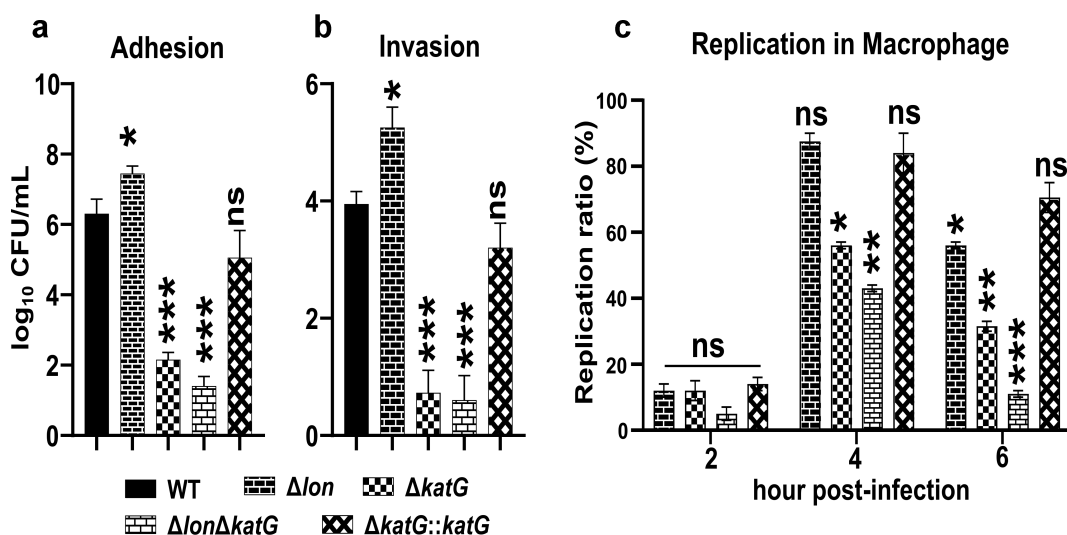 a
Adhesion
log₁₀ CFU/mL
10
8
6
4
2
0
*
***
***
ns
b
Invasion
6
4
2
0
*
***
***
ns
c
Replication in Macrophage
Replication ratio (%)
100
80
60
40
20
0
ns
ns
*
**
ns
*
**
***
ns
2
4
6
hour post-infection
WT
Δlon
ΔkatG
ΔlonΔkatG
ΔkatG::katG